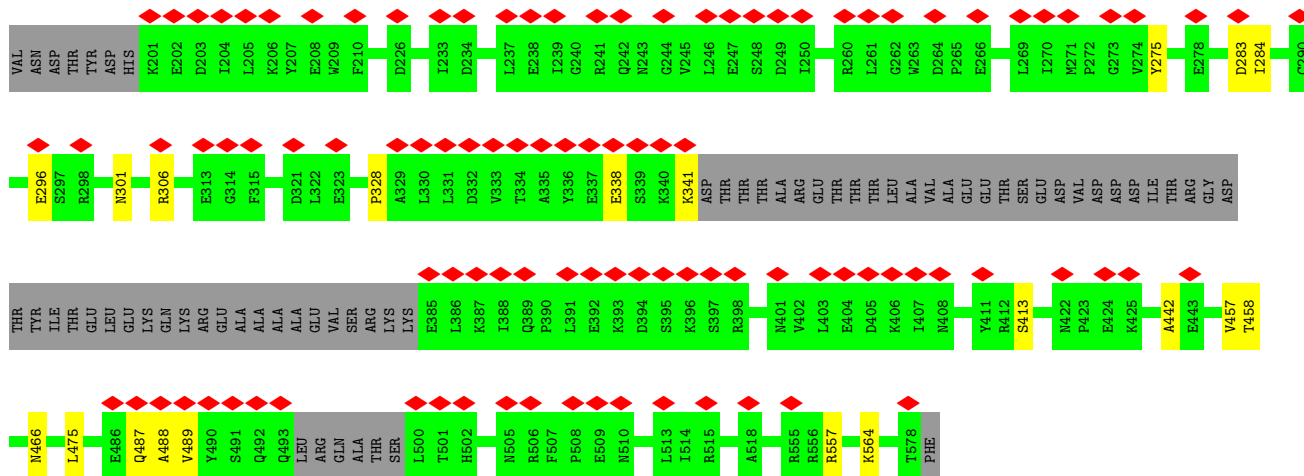 VAL ASN ASP THR TYR ASP HIS K201 E202 D203 I204 L205 K206 Y207 E208 W209 F210 D226 I233 D234 L237 E238 I239 G240 R241 Q242 N243 G244 V245 L246 E247 S248 D249 I250 R260 L261 G262 W263 D264 P265 E266 L269 I270 M271 P272 G273 V274 Y275 E278 D283 I284 G290
E296 S297 R298 N301 R306 E313 G314 F315 D321 L322 E323 P328 A329 L330 L331 D332 V333 T334 A335 Y336 E337 E338 S339 K340 K341 ASP THR THR THR ALA ARG GLU THR THR THR LEU ALA VAL ALA GLU GLU THR SER GLU ASP VAL ASP ASP ASP ILE THR ARG GLY ASP
THR TYR ILE THR GLU LEU GLU LYS GLN LYS ARG GLU ALA ALA ALA ALA GLU VAL SER ARG LYS LYS E385 L386 K387 I388 Q389 P390 L391 E392 K393 D394 S395 K396 S397 R398 N401 V402 L403 E404 D405 K406 I407 N408 Y411 R412 S413 N422 P423 E424 K425 A442 E443 V457 T458
N466 L475 E486 Q487 A488 V489 Y490 S491 Q492 Q493 LEU ARG GLN ALA THR SER L500 T501 H502 N505 R506 F507 P508 E509 N510 L513 I514 R515 A518 R555 R556 R557 K564 T578 PHE